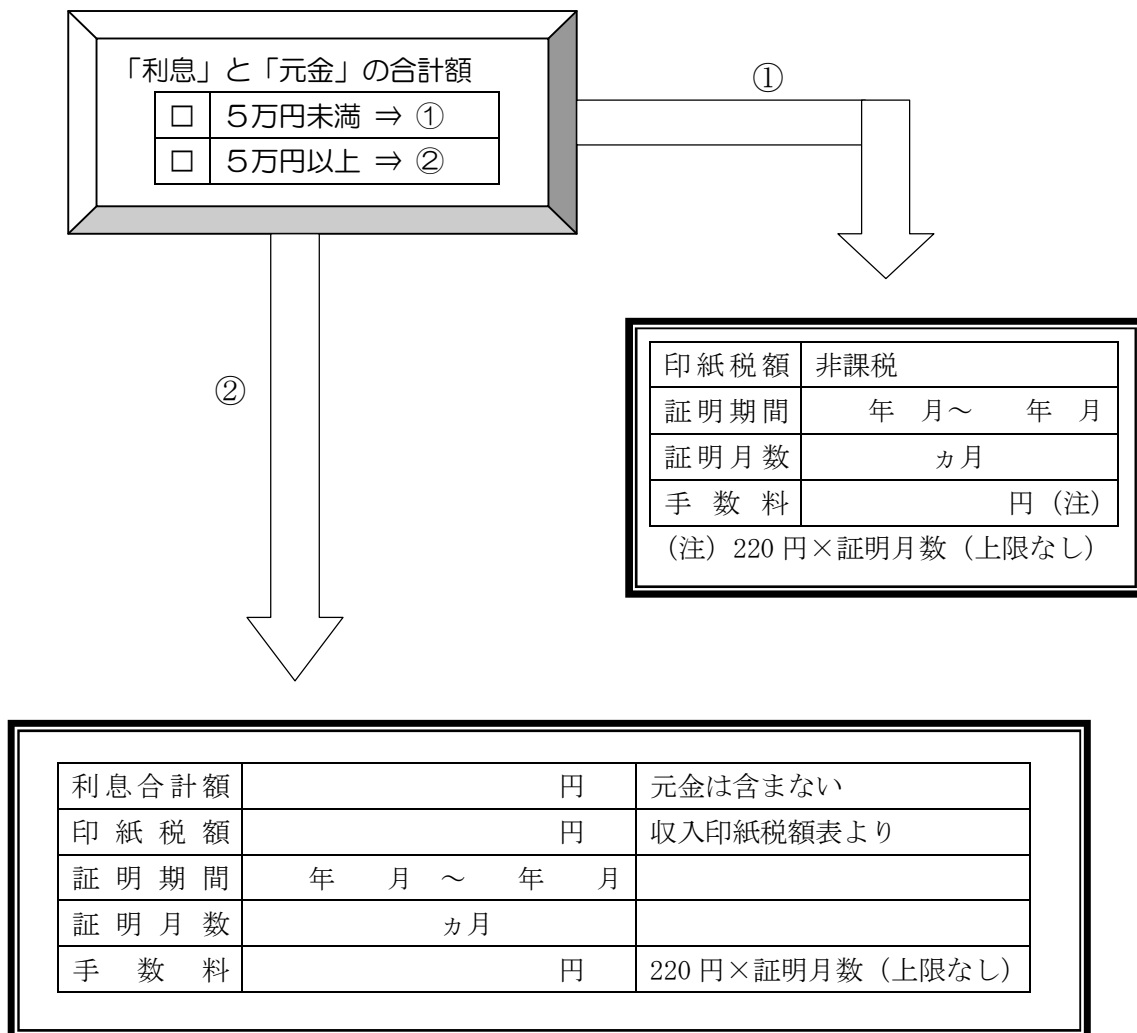 「利息」と「元金」の合計額
□ ５万円未満 ⇒ ①
□ ５万円以上 ⇒ ②
①
②
印紙税額 非課税
証明期間 年 月～ 年 月
証明月数 ヵ月
手数料 円（注）
（注）220円×証明月数（上限なし）
利息合計額 円 元金は含まない
印紙税額 円 収入印紙税額表より
証明期間 年 月 ～ 年 月
証明月数 ヵ月
手数料 円 220円×証明月数（上限なし）